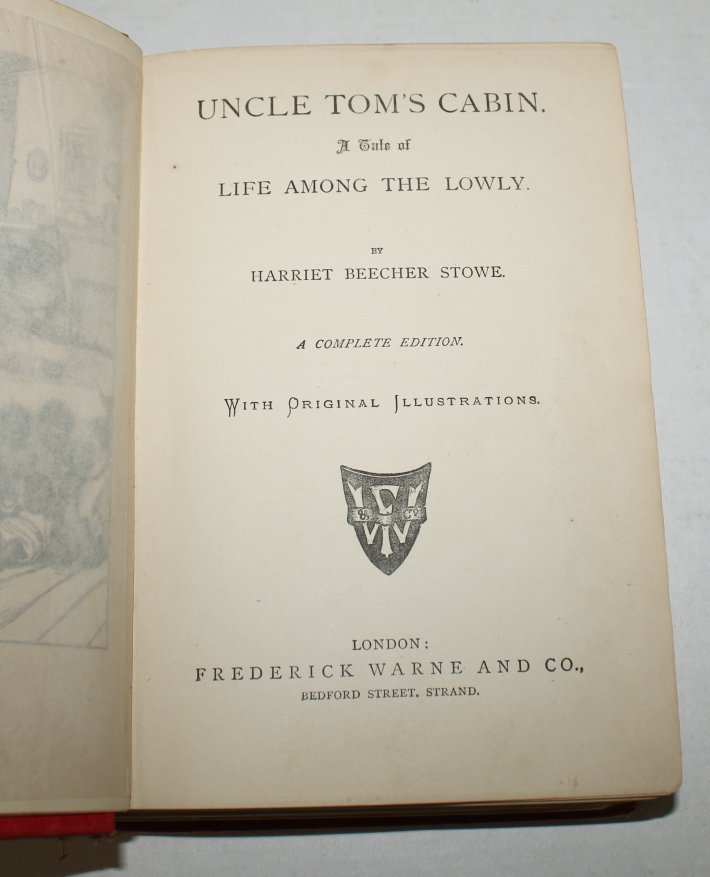 UNCLE TOM'S CABIN.
A Tale of
LIFE AMONG THE LOWLY.
BY
HARRIET BEECHER STOWE.
A COMPLETE EDITION.
WITH ORIGINAL ILLUSTRATIONS.
F W & Co
LONDON:
FREDERICK WARNE AND CO.,
BEDFORD STREET, STRAND.